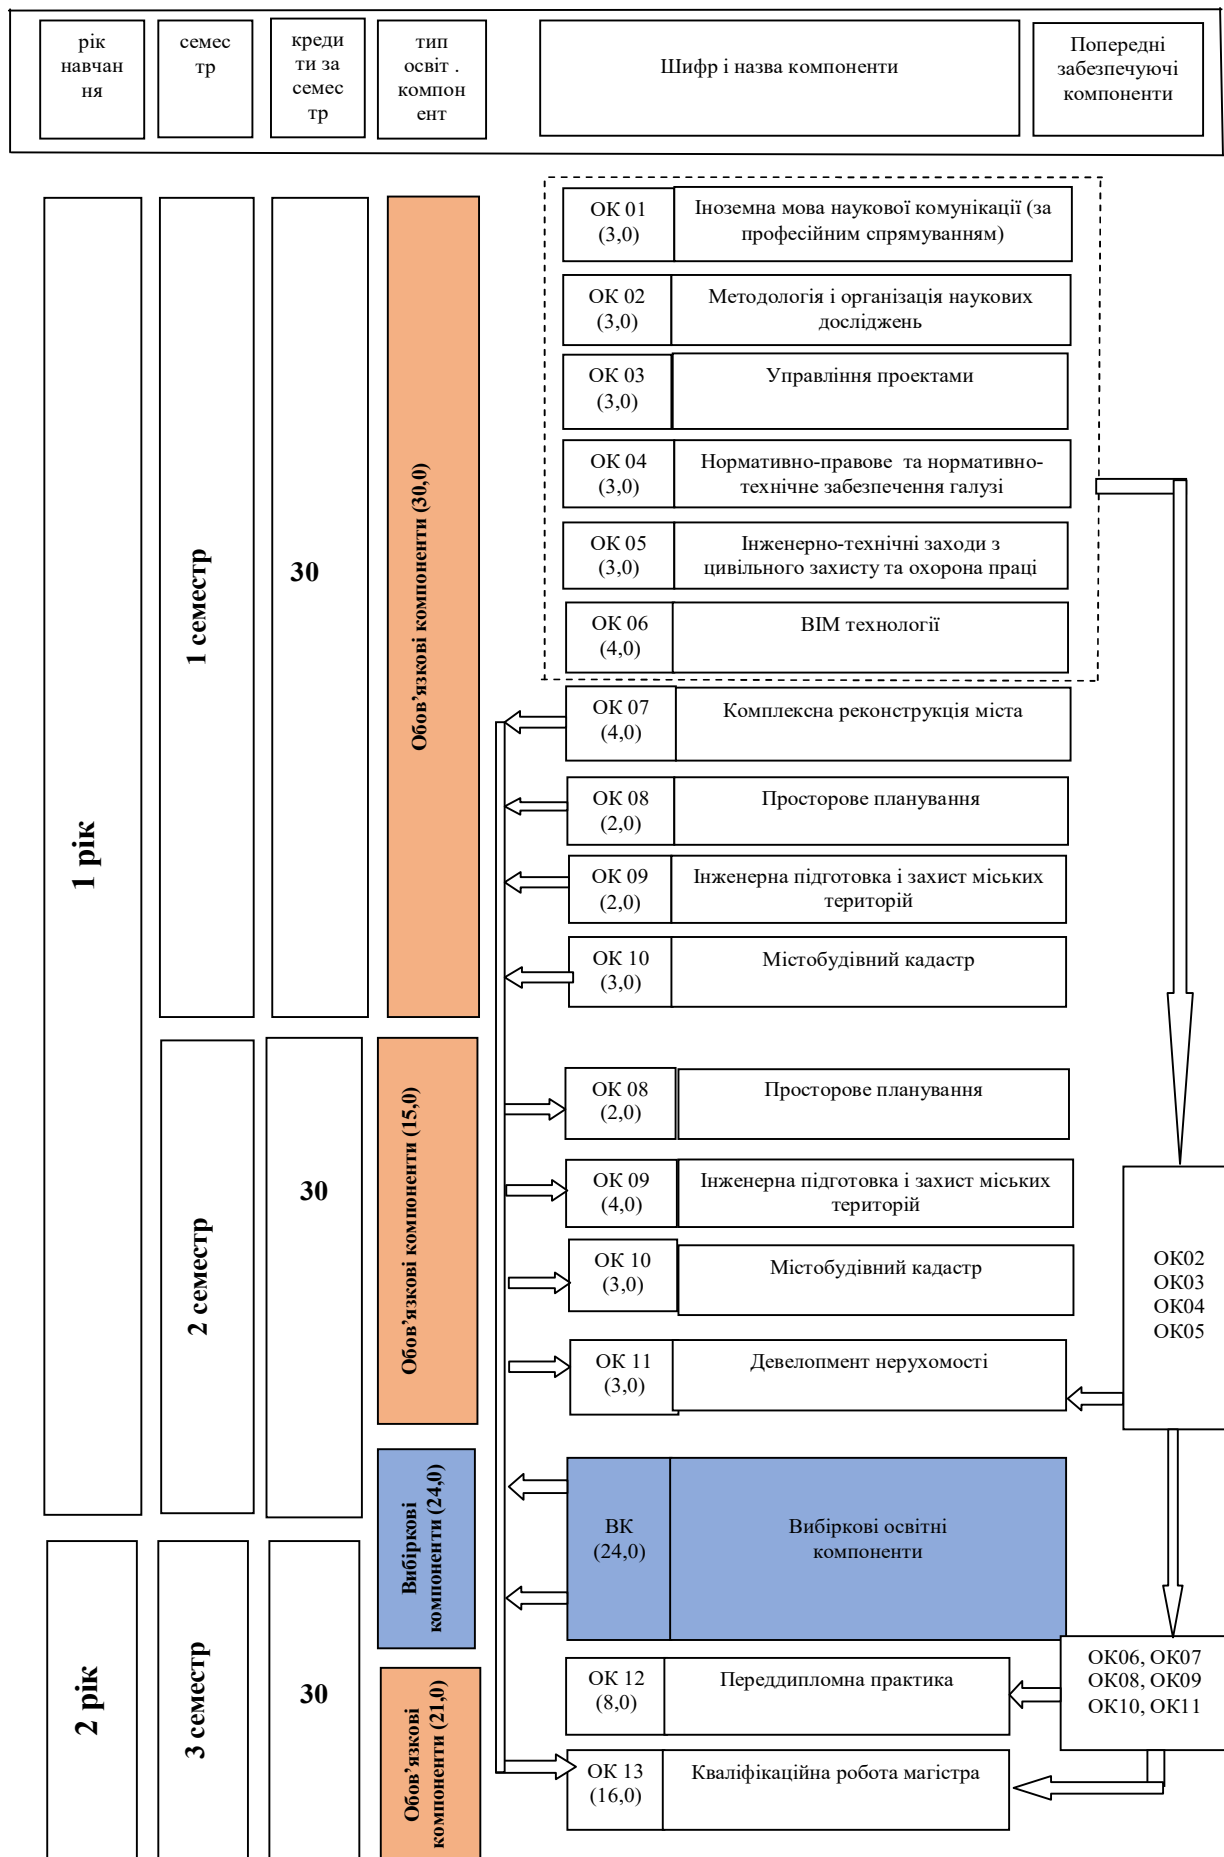 рік
навчан
ня
семес
тр
креди
ти за
семес
тр
тип
освіт .
компон
ент
Шифр і назва компоненти
Попередні
забезпечуючі
компоненти
1 рік
1 семестр
30
Обов’язкові компоненти (30,0)
ОК 01
(3,0)
Іноземна мова наукової комунікації (за
професійним спрямуванням)
ОК 02
(3,0)
Методологія і організація наукових
досліджень
ОК 03
(3,0)
Управління проектами
ОК 04
(3,0)
Нормативно-правове та нормативно-
технічне забезпечення галузі
ОК 05
(3,0)
Інженерно-технічні заходи з
цивільного захисту та охорона праці
ОК 06
(4,0)
ВІМ технології
ОК 07
(4,0)
Комплексна реконструкція міста
ОК 08
(2,0)
Просторове планування
ОК 09
(2,0)
Інженерна підготовка і захист міських
територій
ОК 10
(3,0)
Містобудівний кадастр
2 семестр
30
Обов’язкові компоненти (15,0)
ОК 08
(2,0)
Просторове планування
ОК 09
(4,0)
Інженерна підготовка і захист міських
територій
ОК 10
(3,0)
Містобудівний кадастр
ОК 11
(3,0)
Девелопмент нерухомості
ОК02
ОК03
ОК04
ОК05
Вибіркові
компоненти (24,0)
ВК
(24,0)
Вибіркові освітні
компоненти
2 рік
3 семестр
30
Обов’язкові
компоненти (21,0)
ОК 12
(8,0)
Переддипломна практика
ОК06, ОК07
ОК08, ОК09
ОК10, ОК11
ОК 13
(16,0)
Кваліфікаційна робота магістра